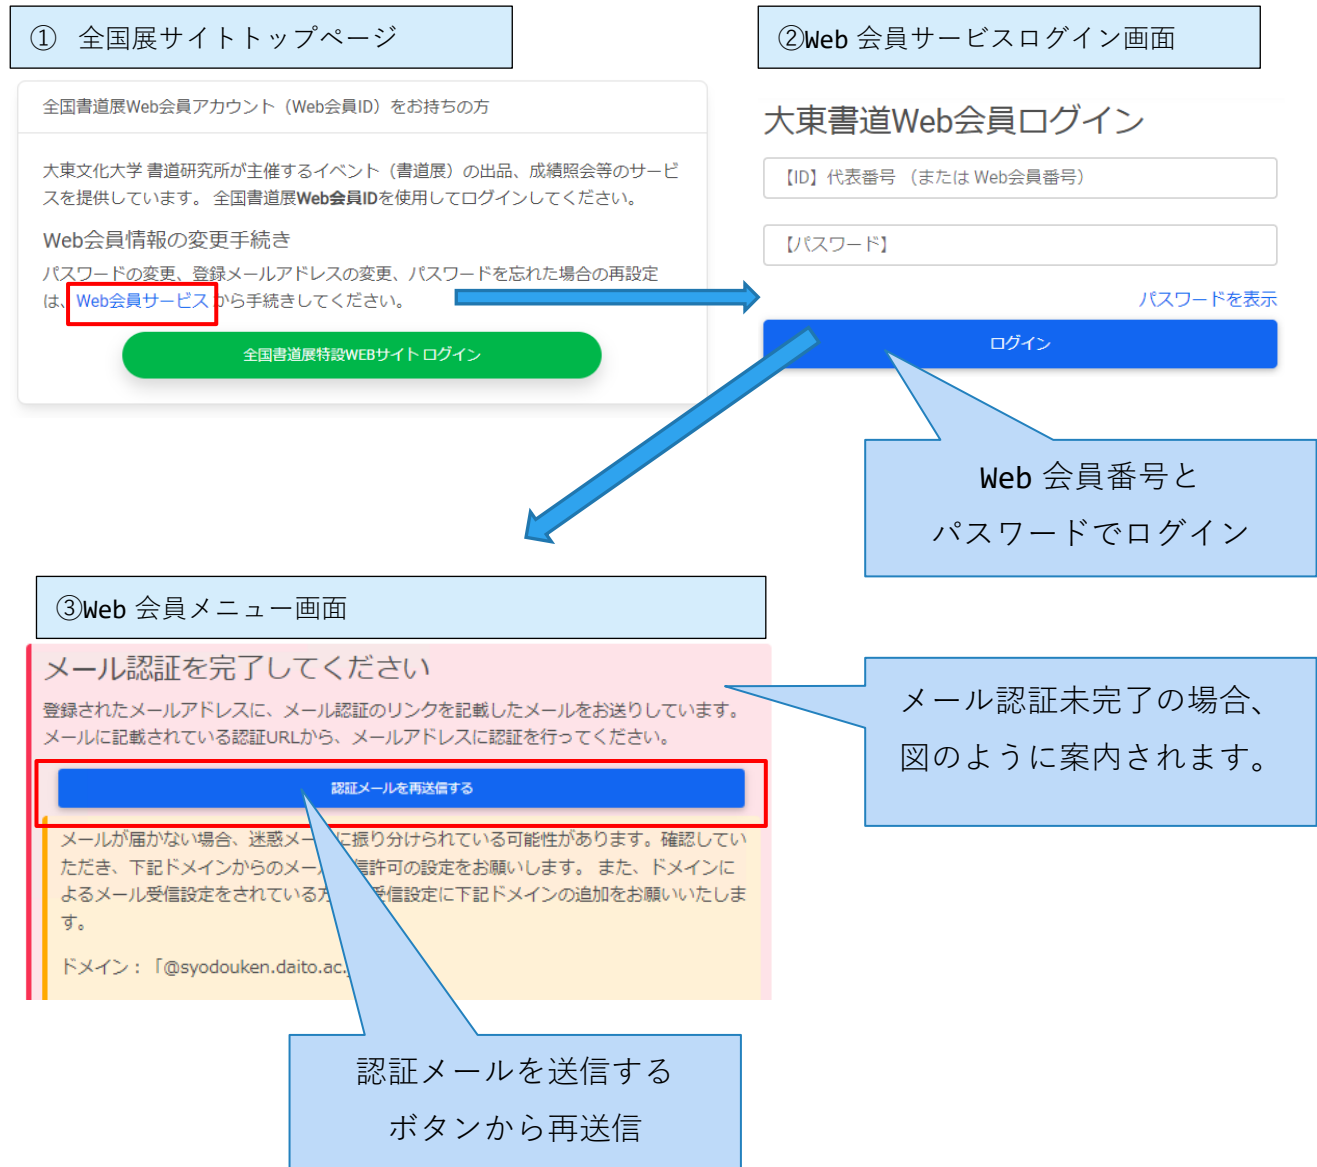 ① 全国展サイトトップページ
全国書道展Web会員アカウント（Web会員ID）をお持ちの方
大東文化大学 書道研究所が主催するイベント（書道展）の出品、成績照会等のサービ
スを提供しています。 全国書道展Web会員IDを使用してログインしてください。
Web会員情報の変更手続き
パスワードの変更、登録メールアドレスの変更、パスワードを忘れた場合の再設定
は、Web会員サービスから手続きしてください。
全国書道展特設WEBサイト ログイン
②Web 会員サービスログイン画面
大東書道Web会員ログイン
【ID】代表番号 （または Web会員番号）
【パスワード】
パスワードを表示
ログイン
Web 会員番号と
パスワードでログイン
③Web 会員メニュー画面
メール認証を完了してください
登録されたメールアドレスに、メール認証のリンクを記載したメールをお送りしています。
メールに記載されている認証URLから、メールアドレスに認証を行ってください。
認証メールを再送信する
メールが届かない場合、迷惑メー に振り分けられている可能性があります。確認してい
ただき、下記ドメインからのメー 信許可の設定をお願いします。 また、ドメインに
よるメール受信設定をされている 受信設定に下記ドメインの追加をお願いいたしま
す。
ドメイン：「@syodouken.daito.ac.
メール認証未完了の場合、
図のように案内されます。
認証メールを送信する
ボタンから再送信